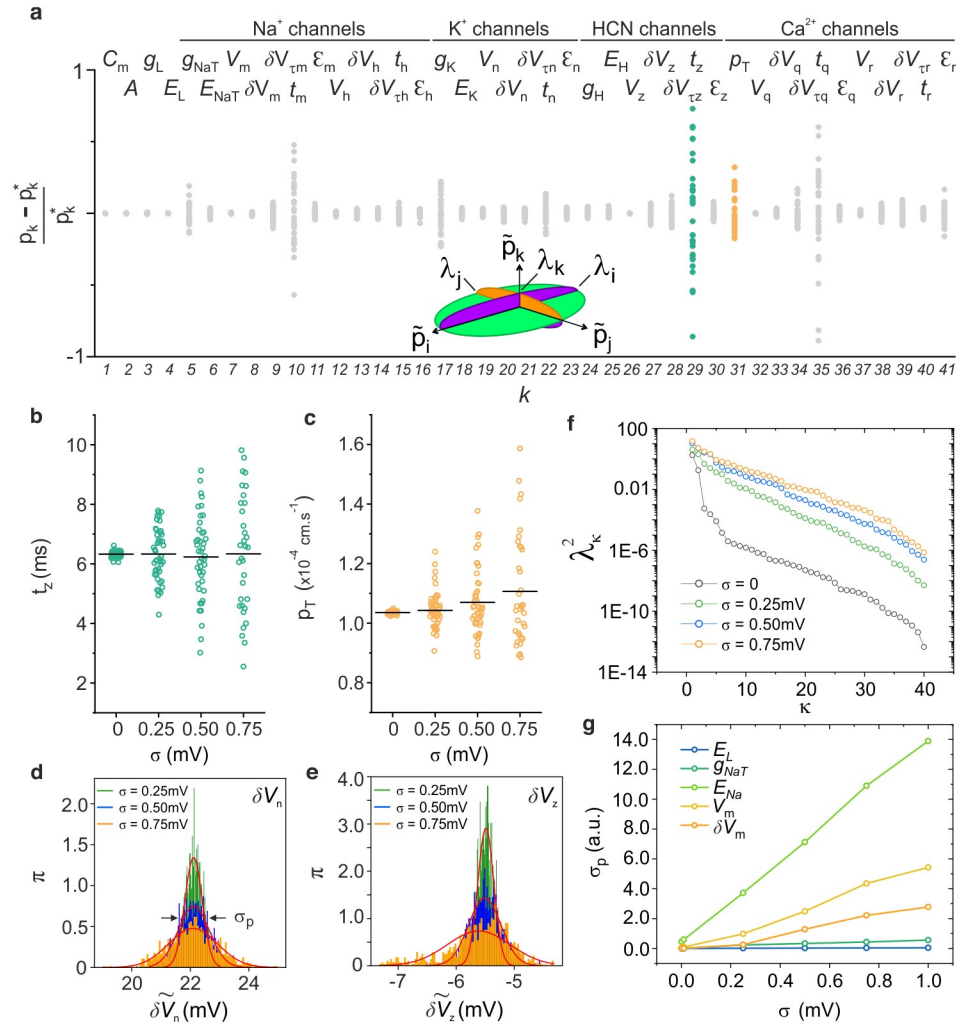 a
Na⁺ channels K⁺ channels HCN channels Ca²⁺ channels
C_m g_L g_NaT V_m δV_τm Ɛ_m δV_h t_h g_K V_n δV_τn Ɛ_n E_H δV_z t_z p_T δV_q t_q V_r δV_τr Ɛ_r
A E_L E_NaT δV_m t_m V_h δV_τh Ɛ_h E_K δV_n t_n g_H V_z δV_τz Ɛ_z V_q δV_τq Ɛ_q δV_r t_r
1
0
-1
p_k - p*_k
p*_k
p̃_k
λ_j λ_k λ_i
p̃_i p̃_j
1 2 3 4 5 6 7 8 9 10 11 12 13 14 15 16 17 18 19 20 21 22 23 24 25 26 27 28 29 30 31 32 33 34 35 36 37 38 39 40 41
k
b
t_z (ms)
10
8
6
4
2
0 0.25 0.50 0.75
σ (mV)
c
p_T (x10⁻⁴ cm.s⁻¹)
1.6
1.4
1.2
1.0
0.8
0 0.25 0.50 0.75
σ (mV)
f
λ²_κ
100
0.01
1E-6
1E-10
1E-14
σ = 0
σ = 0.25mV
σ = 0.50mV
σ = 0.75mV
0 10 20 30 40
κ
d
σ = 0.25mV
σ = 0.50mV
σ = 0.75mV
δV_n
π
2.0
1.5
1.0
0.5
0
σ_p
20 22 24
δṼ_n (mV)
e
σ = 0.25mV
σ = 0.50mV
σ = 0.75mV
δV_z
π
4.0
3.0
2.0
1.0
0
-7 -6 -5 -4
δṼ_z (mV)
g
E_L
g_NaT
E_Na
V_m
δV_m
σ_p (a.u.)
14.0
12.0
10.0
8.0
6.0
4.0
2.0
0.0
0.0 0.2 0.4 0.6 0.8 1.0
σ (mV)